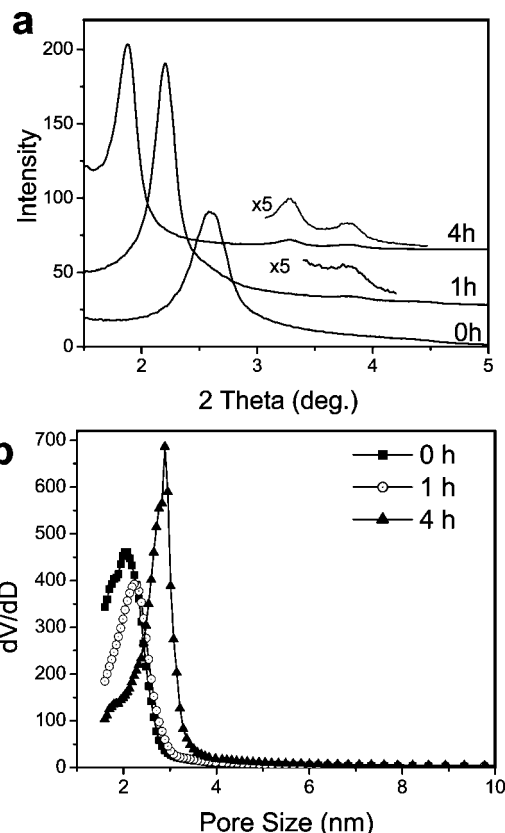 a
200
150
100
50
0
Intensity
x5
4h
x5
1h
0h
2 3 4 5
2 Theta (deg.)
b
700
600
500
400
300
200
100
0
dV/dD
0 h
1 h
4 h
2 4 6 8 10
Pore Size (nm)